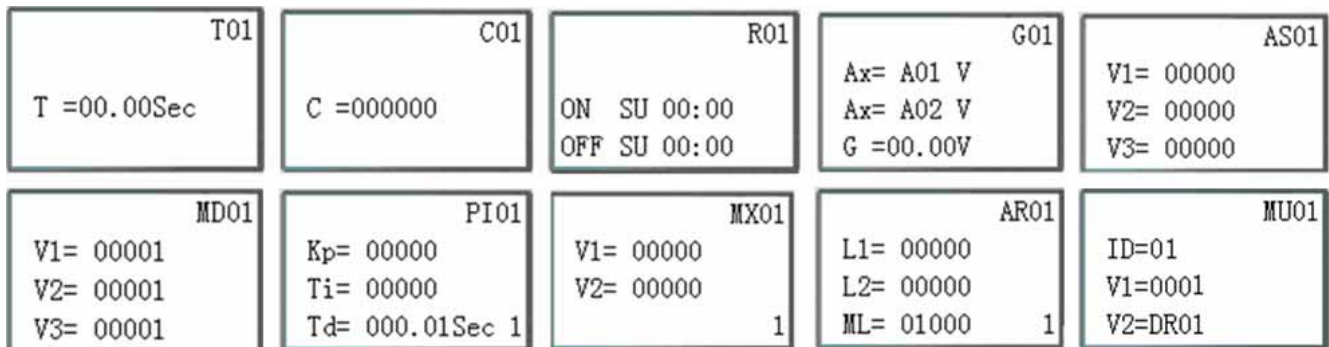 T01
T =00.00Sec
C01
C =000000
R01
ON SU 00:00
OFF SU 00:00
G01
Ax= A01 V
Ax= A02 V
G =00.00V
AS01
V1= 00000
V2= 00000
V3= 00000
MD01
V1= 00001
V2= 00001
V3= 00001
PI01
Kp= 00000
Ti= 00000
Td= 000.01Sec 1
MX01
V1= 00000
V2= 00000
1
AR01
L1= 00000
L2= 00000
ML= 01000 1
MU01
ID=01
V1=0001
V2=DR01